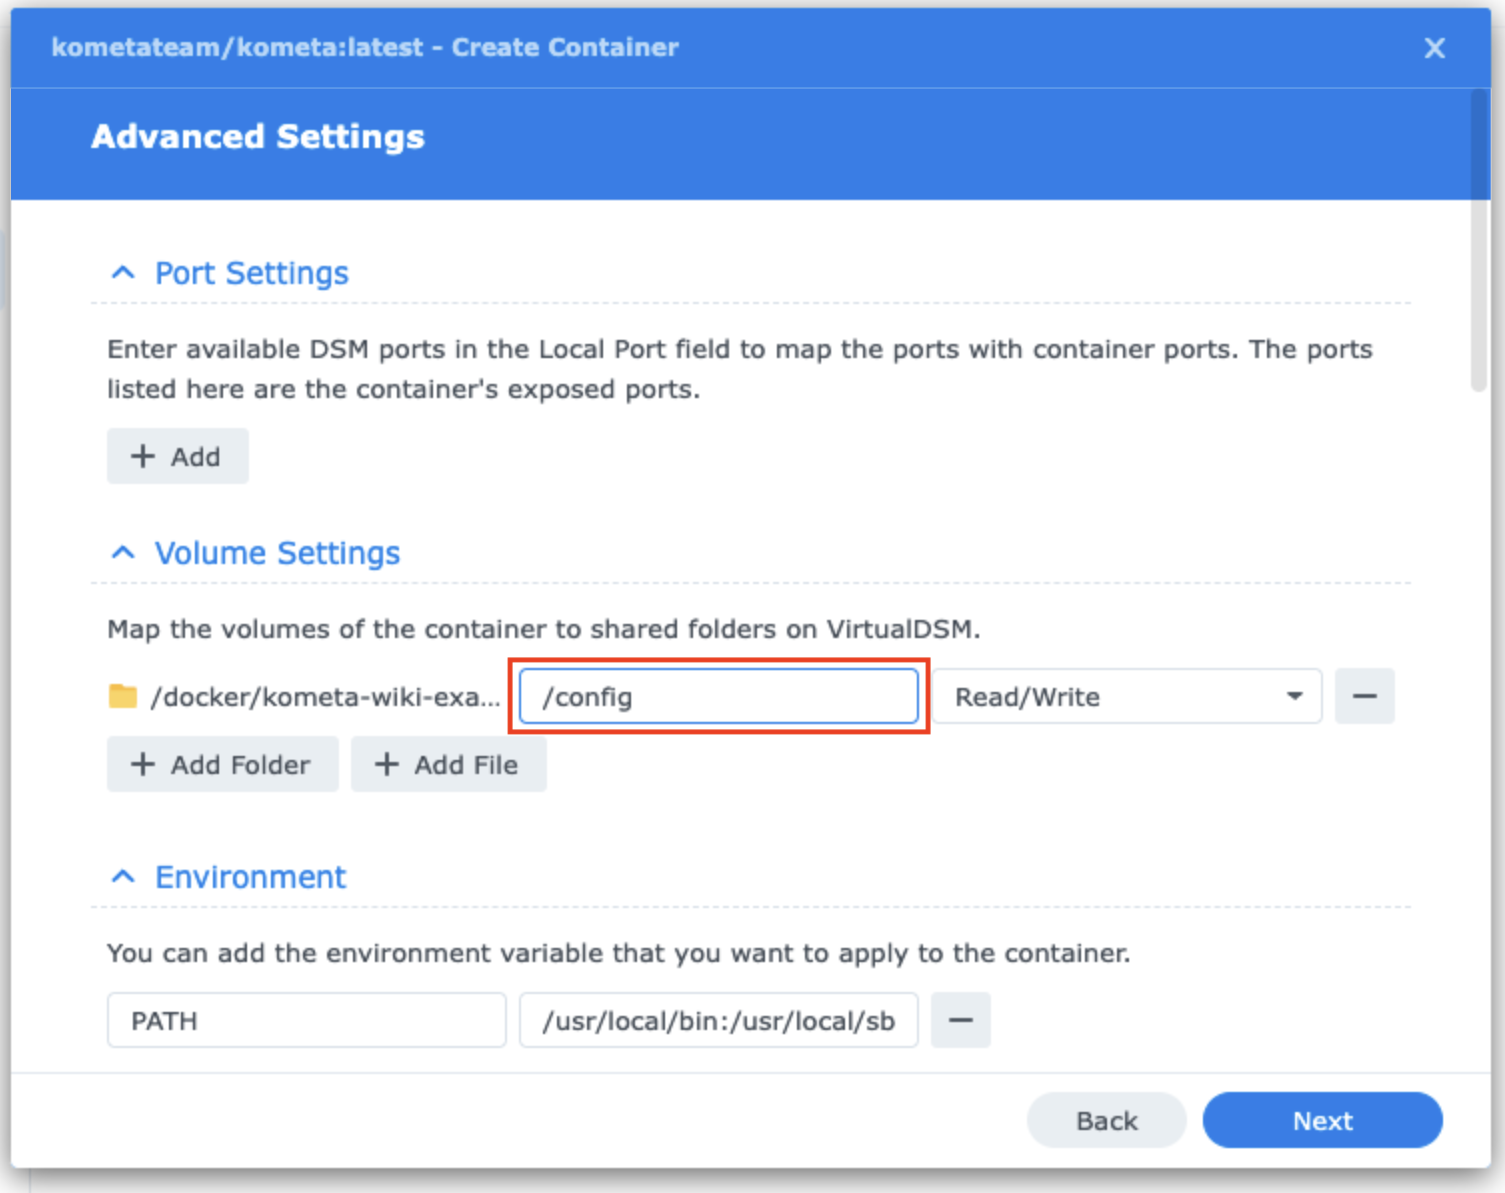 kometateam/kometa:latest - Create Container
Advanced Settings
Port Settings
Enter available DSM ports in the Local Port field to map the ports with container ports. The ports
listed here are the container's exposed ports.
+ Add
Volume Settings
Map the volumes of the container to shared folders on VirtualDSM.
/docker/kometa-wiki-exa... /config Read/Write
+ Add Folder + Add File
Environment
You can add the environment variable that you want to apply to the container.
PATH /usr/local/bin:/usr/local/sb
Back Next